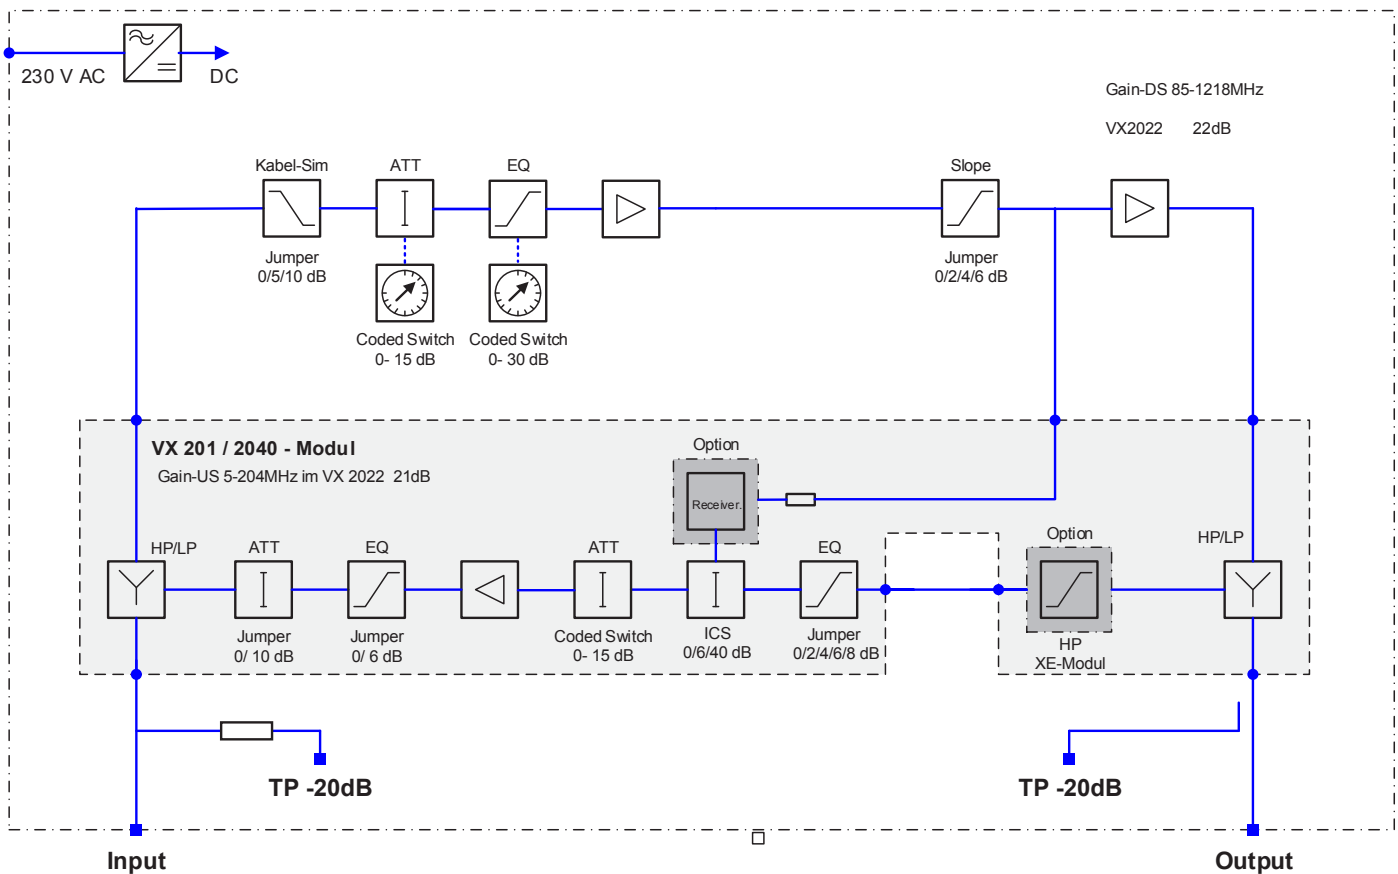 230 V AC
DC
Gain-DS 85-1218MHz
VX2022 22dB
Kabel-Sim
ATT
EQ
Slope
Jumper
0/5/10 dB
Jumper
0/2/4/6 dB
Coded Switch
0- 15 dB
Coded Switch
0- 30 dB
VX 201 / 2040 - Modul
Gain-US 5-204MHz im VX 2022 21dB
Option
Receiver.
HP/LP
ATT
EQ
ATT
EQ
Option
HP/LP
Jumper
0/ 10 dB
Jumper
0/ 6 dB
Coded Switch
0- 15 dB
ICS
0/6/40 dB
Jumper
0/2/4/6/8 dB
HP
XE-Modul
TP -20dB
TP -20dB
Input
Output